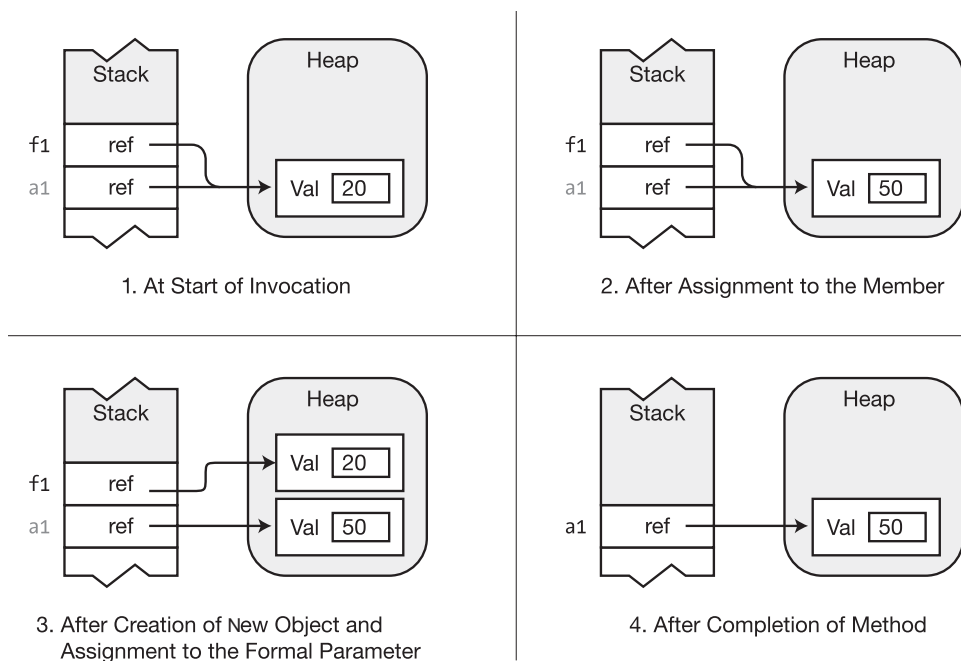 Stack
Heap
f1 ref
a1 ref
Val 20
1. At Start of Invocation
Stack
Heap
f1 ref
a1 ref
Val 50
2. After Assignment to the Member
Stack
Heap
Val 20
f1 ref
a1 ref
Val 50
3. After Creation of New Object and
Assignment to the Formal Parameter
Stack
Heap
a1 ref
Val 50
4. After Completion of Method